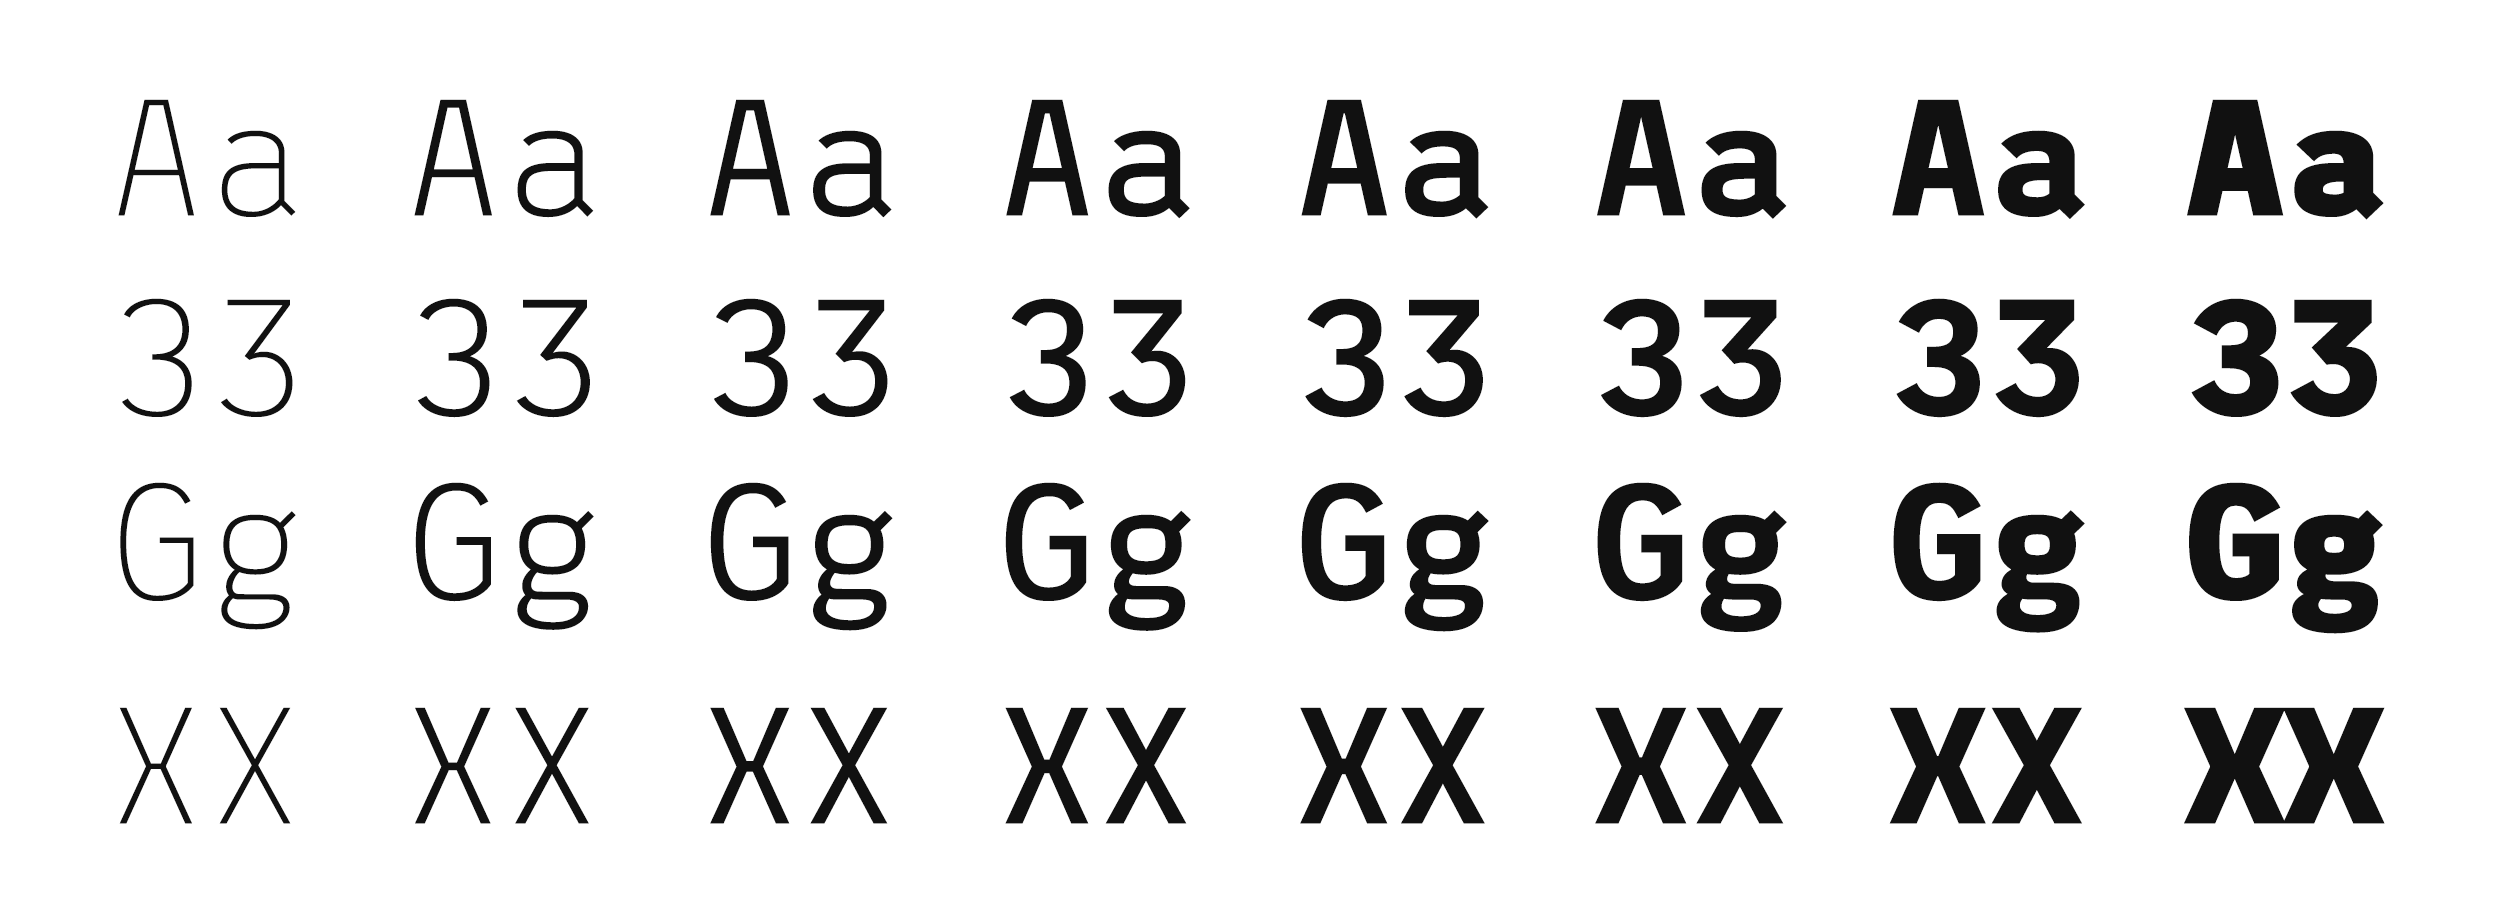 Aa Aa Aa Aa Aa Aa Aa Aa
33 33 33 33 33 33 33 33
Gg Gg Gg Gg Gg Gg Gg Gg
XX XX XX XX XX XX XX XX